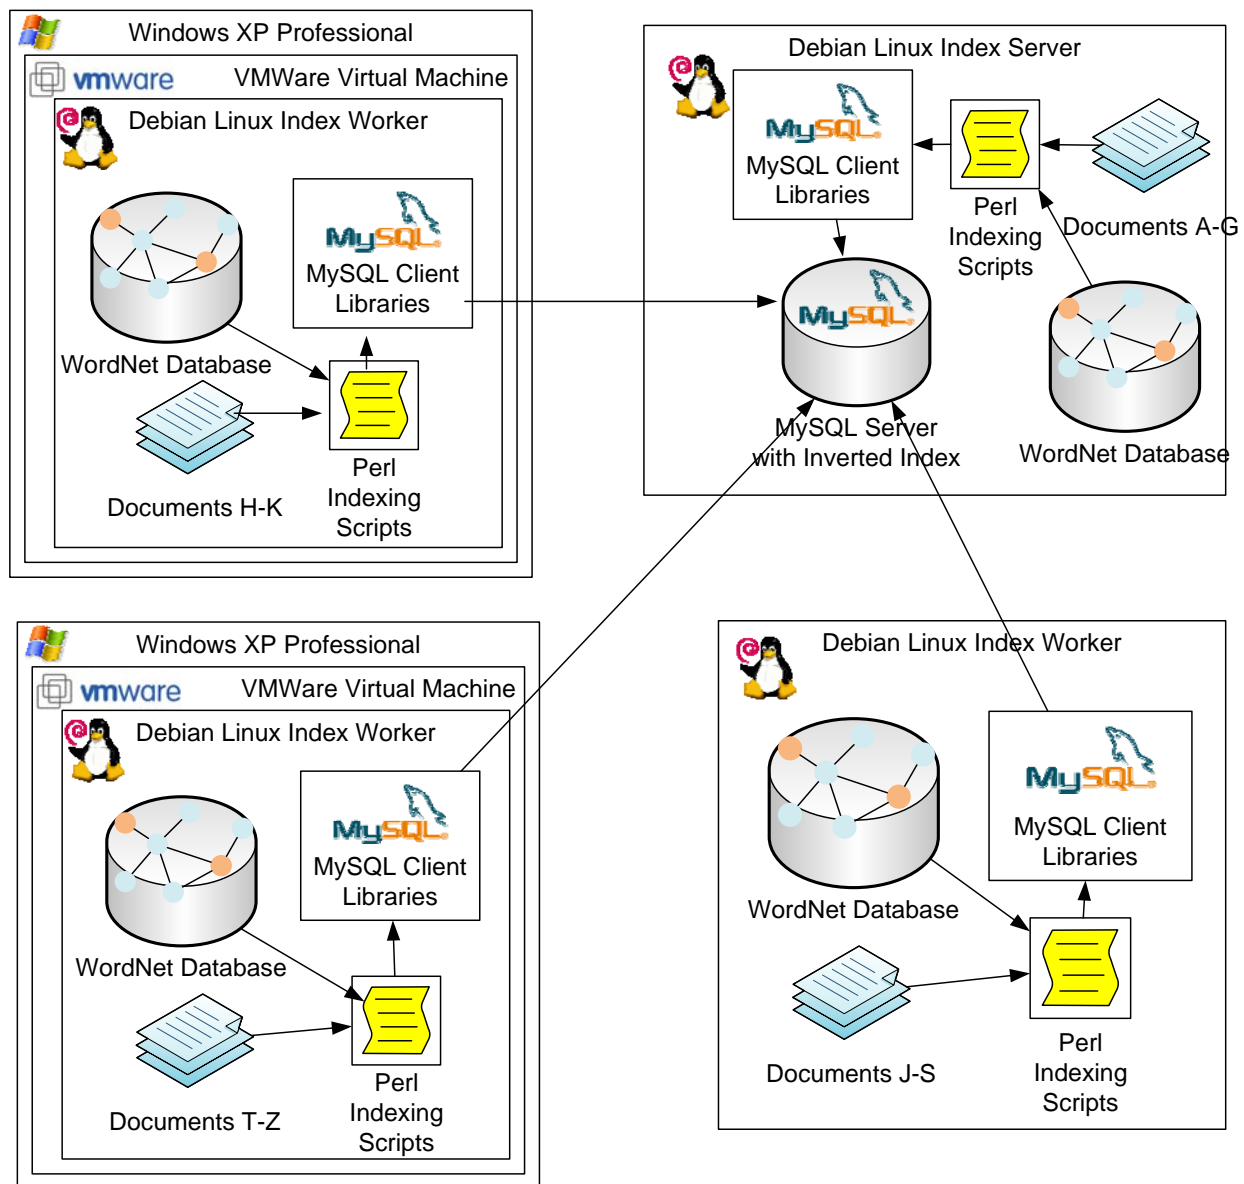 Windows XP Professional
vmware
VMWare Virtual Machine
Debian Linux Index Worker
MySQL
MySQL Client
Libraries
WordNet Database
Documents H-K
Perl
Indexing
Scripts
Debian Linux Index Server
MySQL
MySQL Client
Libraries
Perl
Indexing
Scripts
Documents A-G
MySQL
MySQL Server
with Inverted Index
WordNet Database
Windows XP Professional
vmware
VMWare Virtual Machine
Debian Linux Index Worker
MySQL
MySQL Client
Libraries
WordNet Database
Documents T-Z
Perl
Indexing
Scripts
Debian Linux Index Worker
MySQL
MySQL Client
Libraries
WordNet Database
Documents J-S
Perl
Indexing
Scripts